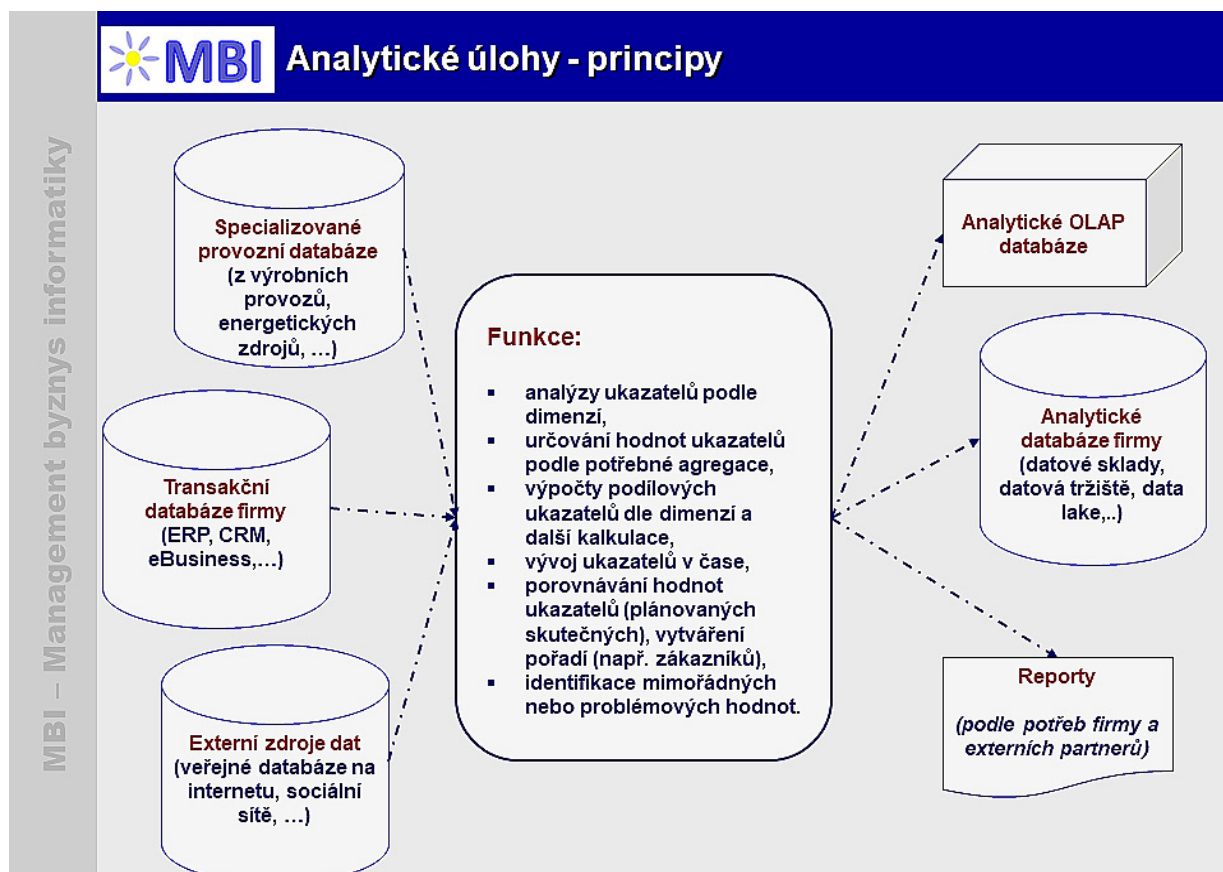 MBI
Analytické úlohy - principy
MBI – Management byznys informatiky
Specializované
provozní databáze
(z výrobních
provozů,
energetických
zdrojů, …)
Transakční
databáze firmy
(ERP, CRM,
eBusiness,…)
Externí zdroje dat
(veřejné databáze na
internetu, sociální
sítě, …)
Funkce:
▪ analýzy ukazatelů podle
dimenzí,
▪ určování hodnot ukazatelů
podle potřebné agregace,
▪ výpočty podílových
ukazatelů dle dimenzí a
další kalkulace,
▪ vývoj ukazatelů v čase,
▪ porovnávání hodnot
ukazatelů (plánovaných
skutečných), vytváření
pořadí (např. zákazníků),
▪ identifikace mimořádných
nebo problémových hodnot.
Analytické OLAP
databáze
Analytické
databáze firmy
(datové sklady,
datová tržiště, data
lake,..)
Reporty
(podle potřeb firmy a
externích partnerů)